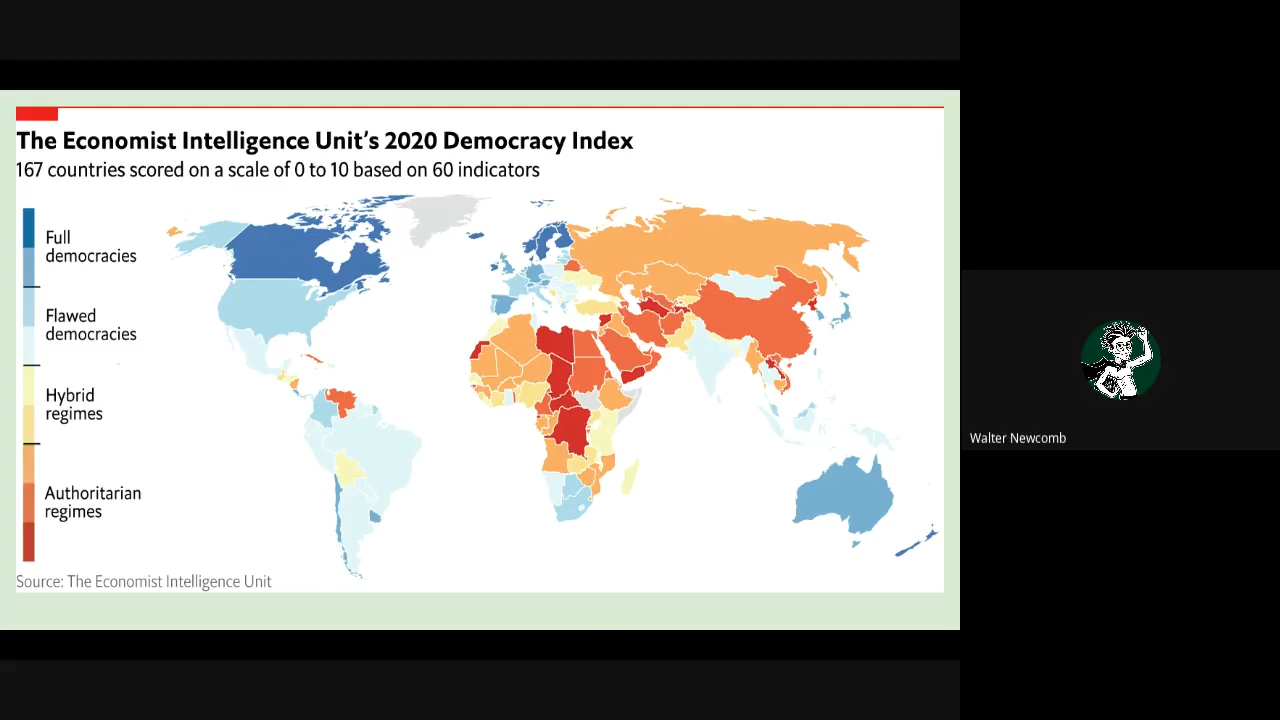 The Economist Intelligence Unit's 2020 Democracy Index
167 countries scored on a scale of 0 to 10 based on 60 indicators
Full
democracies
Flawed
democracies
Hybrid
regimes
Authoritarian
regimes
Source: The Economist Intelligence Unit
Walter Newcomb